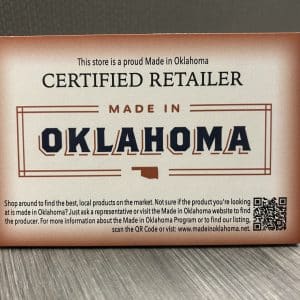 This store is a proud Made in Oklahoma
CERTIFIED RETAILER
MADE IN
OKLAHOMA
Shop around to find the best, local products on the market. Not sure if the product you're looking
at is made in Oklahoma? Just ask a representative or visit the Made in Oklahoma website to find
the producer. For more information about the Made in Oklahoma Program or to find our listing,
scan the QR Code or vist: www.madeinoklahoma.net.